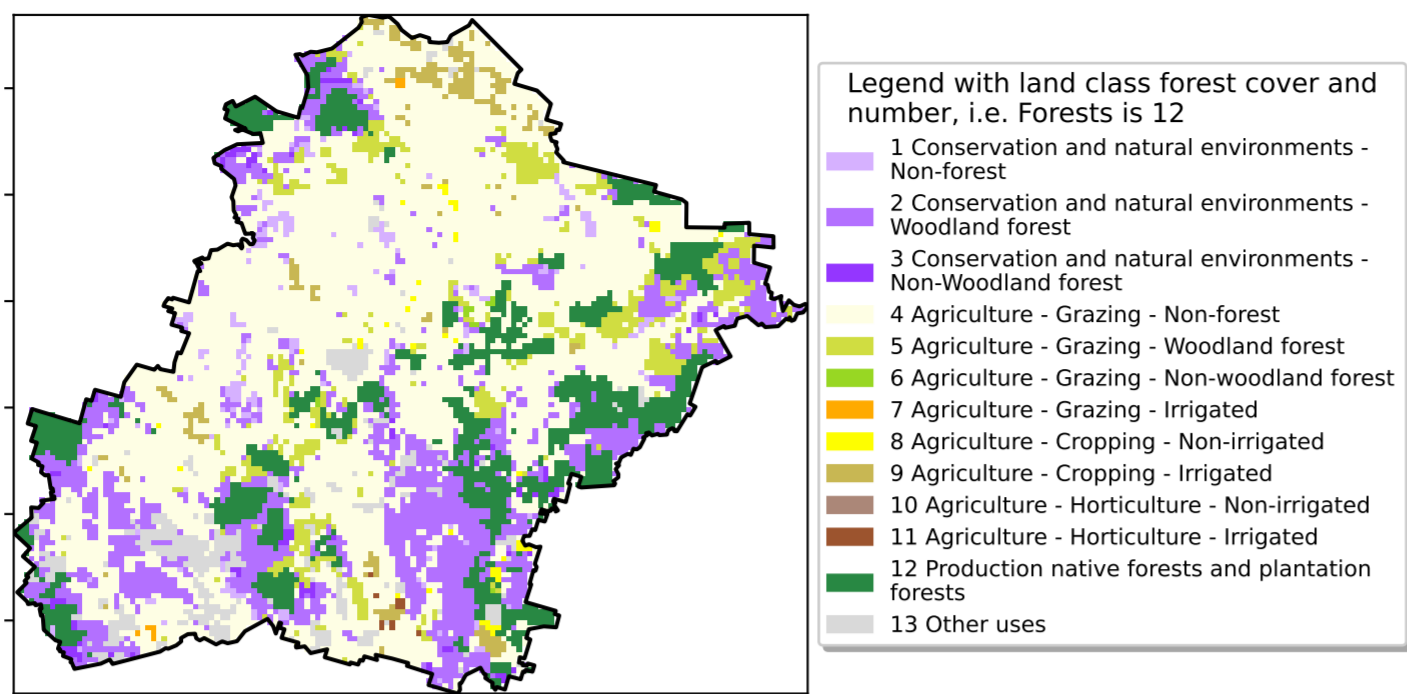 Legend with land class forest cover and
number, i.e. Forests is 12
1 Conservation and natural environments -
Non-forest
2 Conservation and natural environments -
Woodland forest
3 Conservation and natural environments -
Non-Woodland forest
4 Agriculture - Grazing - Non-forest
5 Agriculture - Grazing - Woodland forest
6 Agriculture - Grazing - Non-woodland forest
7 Agriculture - Grazing - Irrigated
8 Agriculture - Cropping - Non-irrigated
9 Agriculture - Cropping - Irrigated
10 Agriculture - Horticulture - Non-irrigated
11 Agriculture - Horticulture - Irrigated
12 Production native forests and plantation
forests
13 Other uses